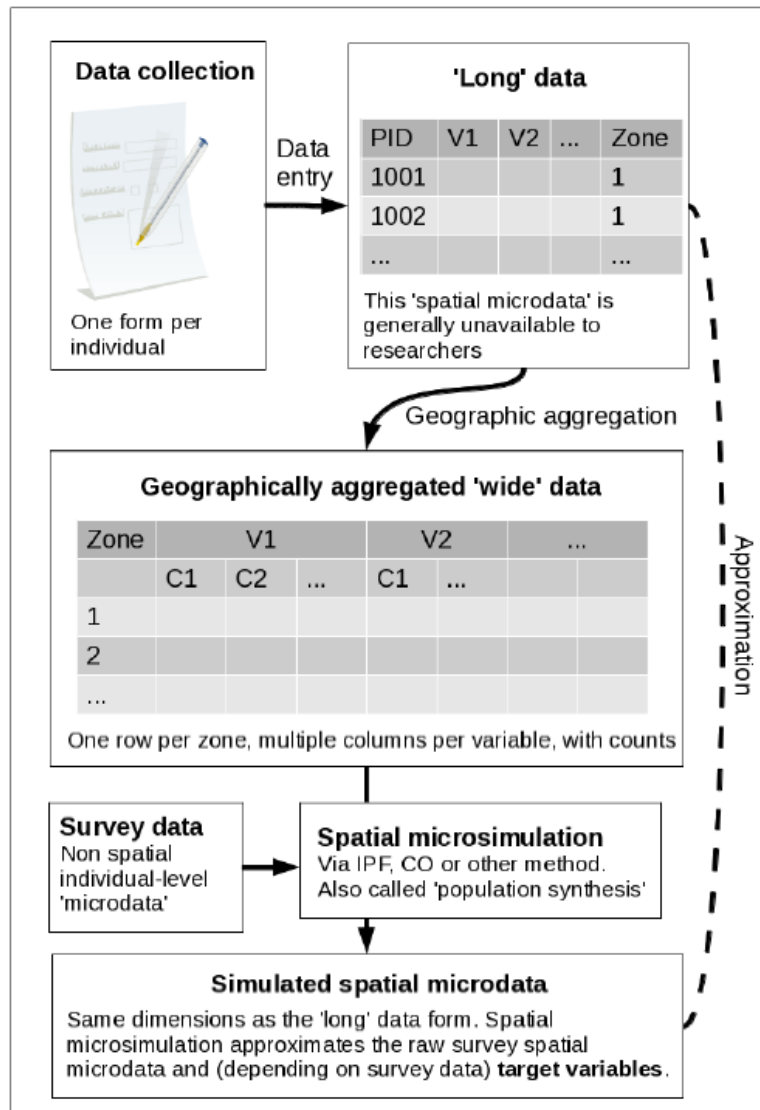 Data collection
One form per
individual
Data
entry
'Long' data
PID V1 V2 ... Zone
1001 1
1002 1
... ...
This 'spatial microdata' is
generally unavailable to
researchers
Geographic aggregation
Geographically aggregated 'wide' data
Zone V1 V2 ...
C1 C2 ... C1 ...
1
2
...
One row per zone, multiple columns per variable, with counts
Approximation
Survey data
Non spatial
individual-level
'microdata'
Spatial microsimulation
Via IPF, CO or other method.
Also called 'population synthesis'
Simulated spatial microdata
Same dimensions as the 'long' data form. Spatial
microsimulation approximates the raw survey spatial
microdata and (depending on survey data) target variables.